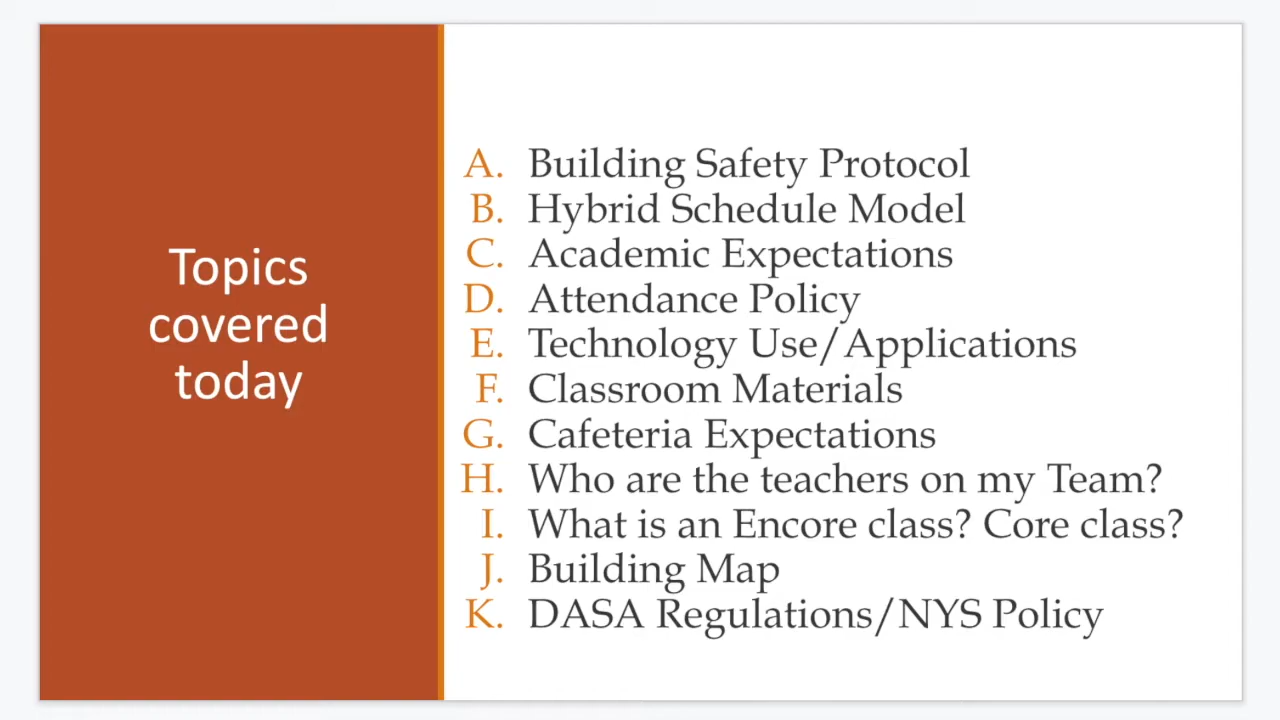 Topics
covered
today
A. Building Safety Protocol
B. Hybrid Schedule Model
C. Academic Expectations
D. Attendance Policy
E. Technology Use/Applications
F. Classroom Materials
G. Cafeteria Expectations
H. Who are the teachers on my Team?
I. What is an Encore class? Core class?
J. Building Map
K. DASA Regulations/NYS Policy